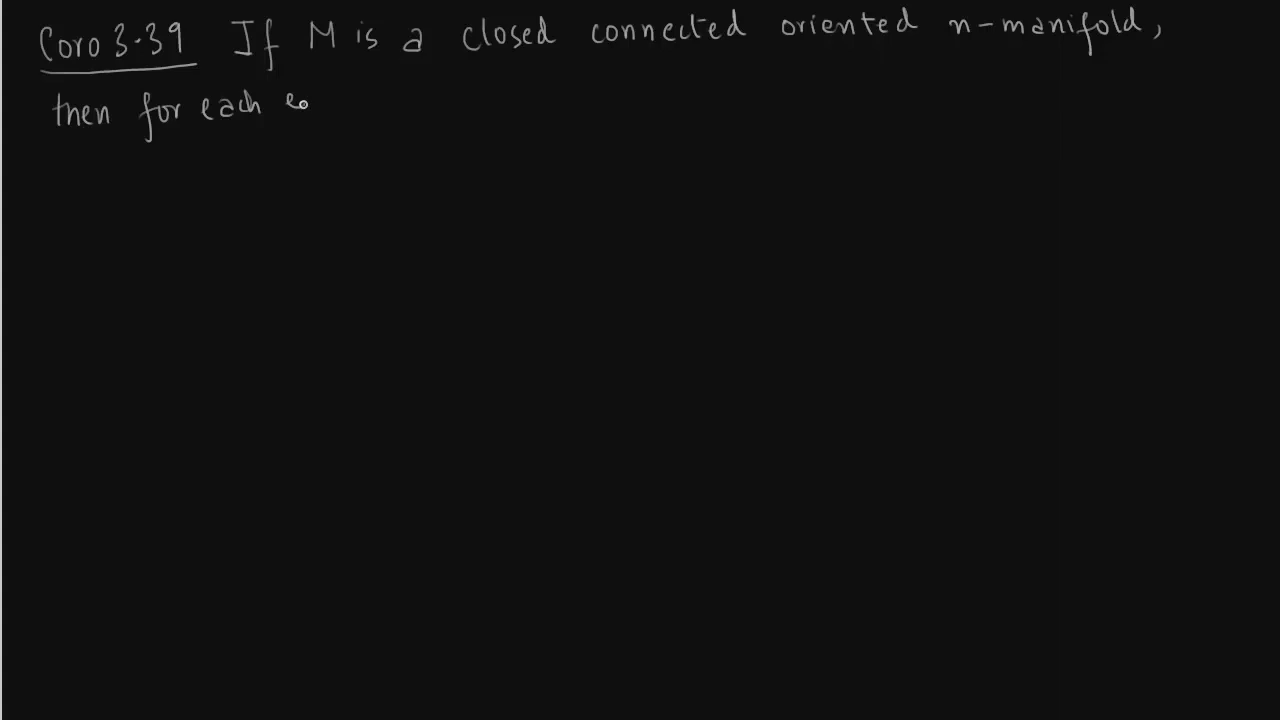 Coro 3.39 If M is a closed connected oriented n-manifold,
then for each e